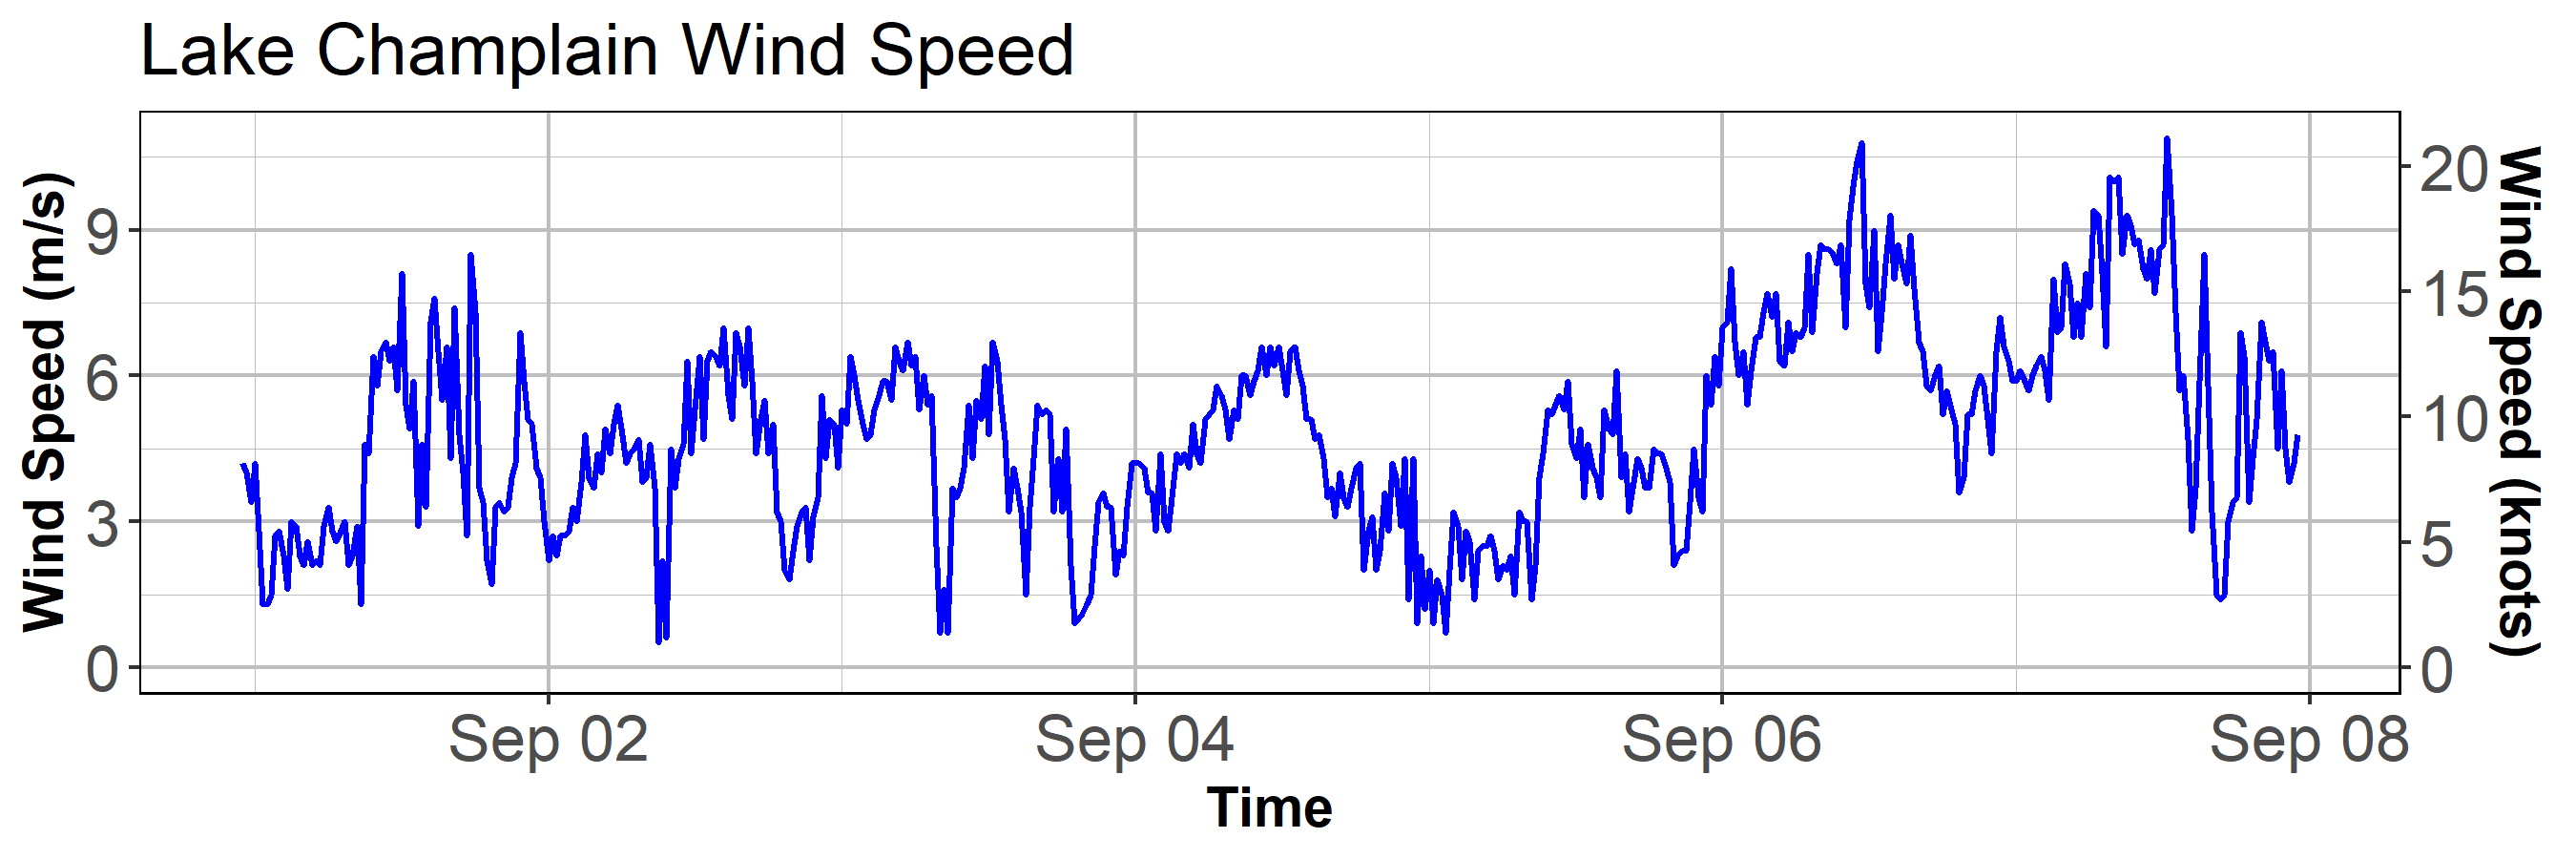 Lake Champlain Wind Speed
Wind Speed (m/s)
9
6
3
0
20
15
10
5
0
Wind Speed (knots)
Sep 02
Sep 04
Sep 06
Sep 08
Time